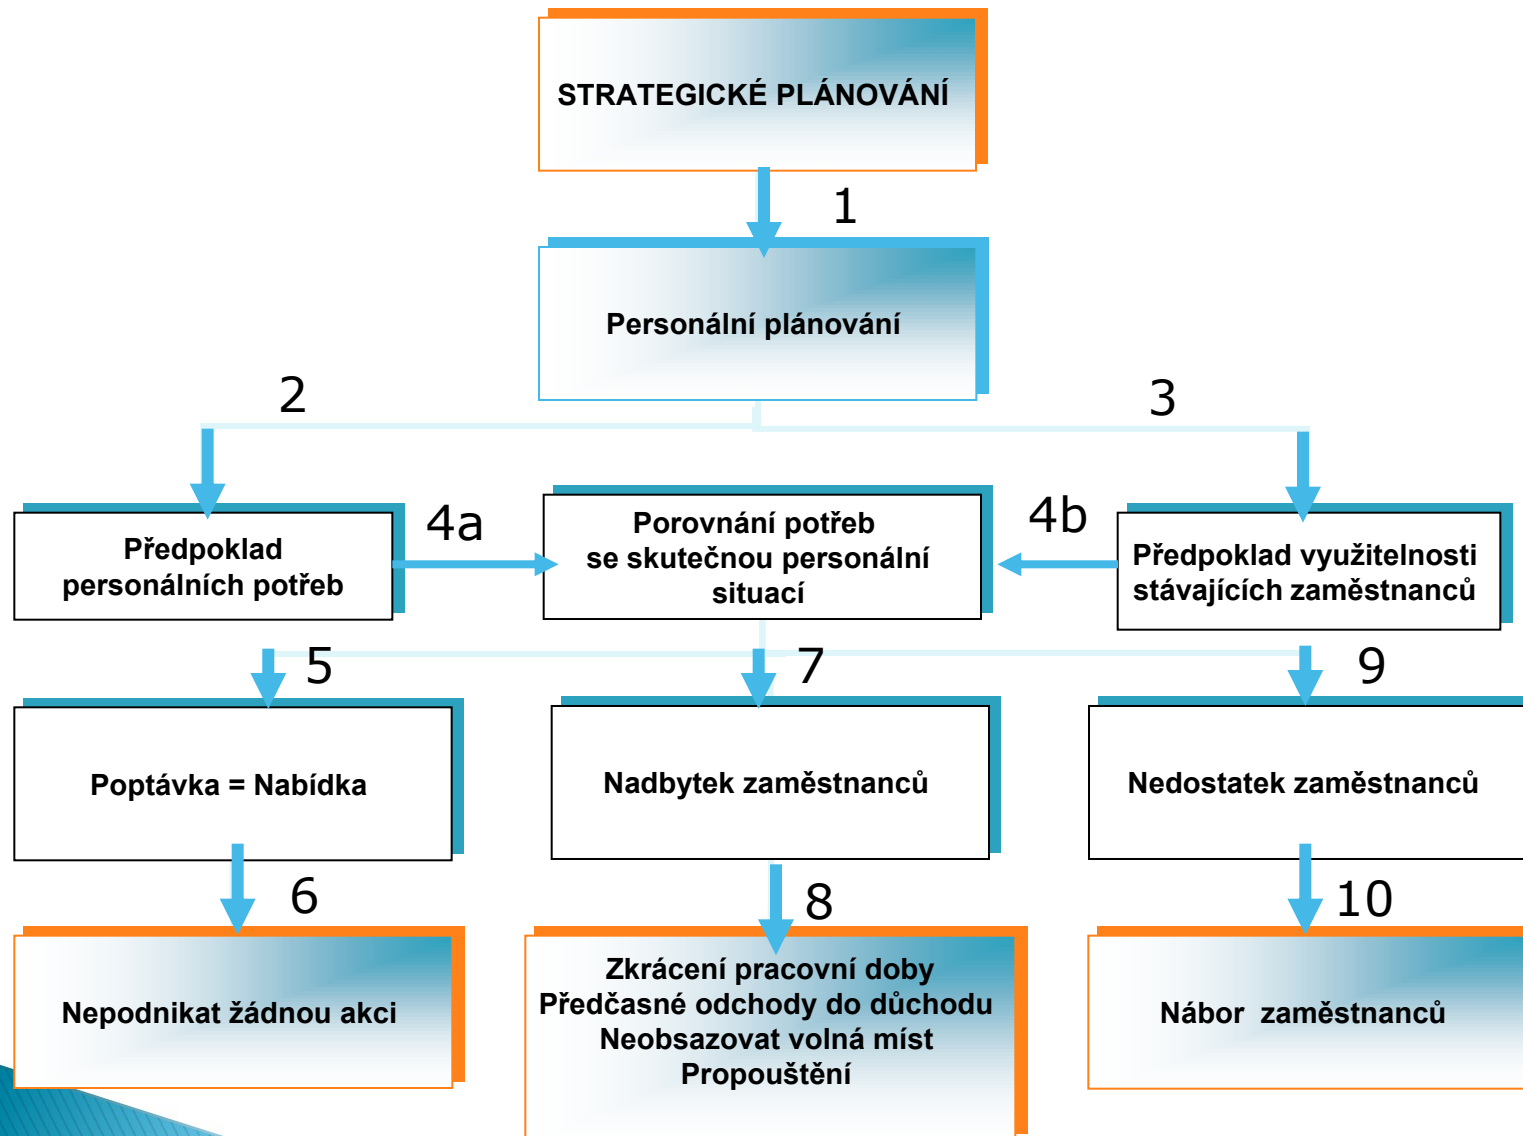 STRATEGICKÉ PLÁNOVÁNÍ
1
Personální plánování
2
3
Předpoklad
personálních potřeb
4a
Porovnání potřeb
se skutečnou personální
situací
4b
Předpoklad využitelnosti
stávajících zaměstnanců
5
7
9
Poptávka = Nabídka
Nadbytek zaměstnanců
Nedostatek zaměstnanců
6
8
10
Nepodnikat žádnou akci
Zkrácení pracovní doby
Předčasné odchody do důchodu
Neobsazovat volná míst
Propouštění
Nábor  zaměstnanců